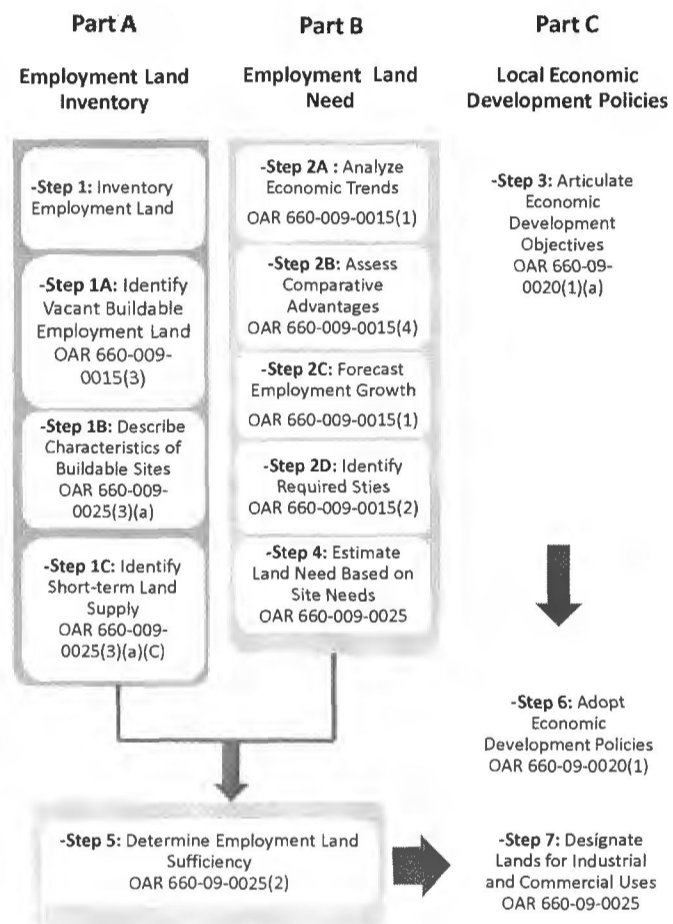 Part A
Employment Land
Inventory
-Step 1: Inventory
Employment Land
-Step 1A: Identify
Vacant Buildable
Employment Land
OAR 660-009-
0015(3)
-Step 1B: Describe
Characteristics of
Buildable Sites
OAR 660-009-
0025(3)(a)
-Step 1C: Identify
Short-term Land
Supply
OAR 660-009-
0025(3)(a)(C)
Part B
Employment Land
Need
-Step 2A : Analyze
Economic Trends
OAR 660-009-0015(1)
-Step 2B: Assess
Comparative
Advantages
OAR 660-009-0015(4)
-Step 2C: Forecast
Employment Growth
OAR 660-009-0015(1)
-Step 2D: Identify
Required Sties
OAR 660-009-0015(2)
-Step 4: Estimate
Land Need Based on
Site Needs
OAR 660-009-0025
Part C
Local Economic
Development Policies
-Step 3: Articulate
Economic
Development
Objectives
OAR 660-09-
0020(1)(a)
-Step 5: Determine Employment Land
Sufficiency
OAR 660-09-0025(2)
-Step 6: Adopt
Economic
Development Policies
OAR 660-09-0020(1)
-Step 7: Designate
Lands for Industrial
and Commercial Uses
OAR 660-09-0025